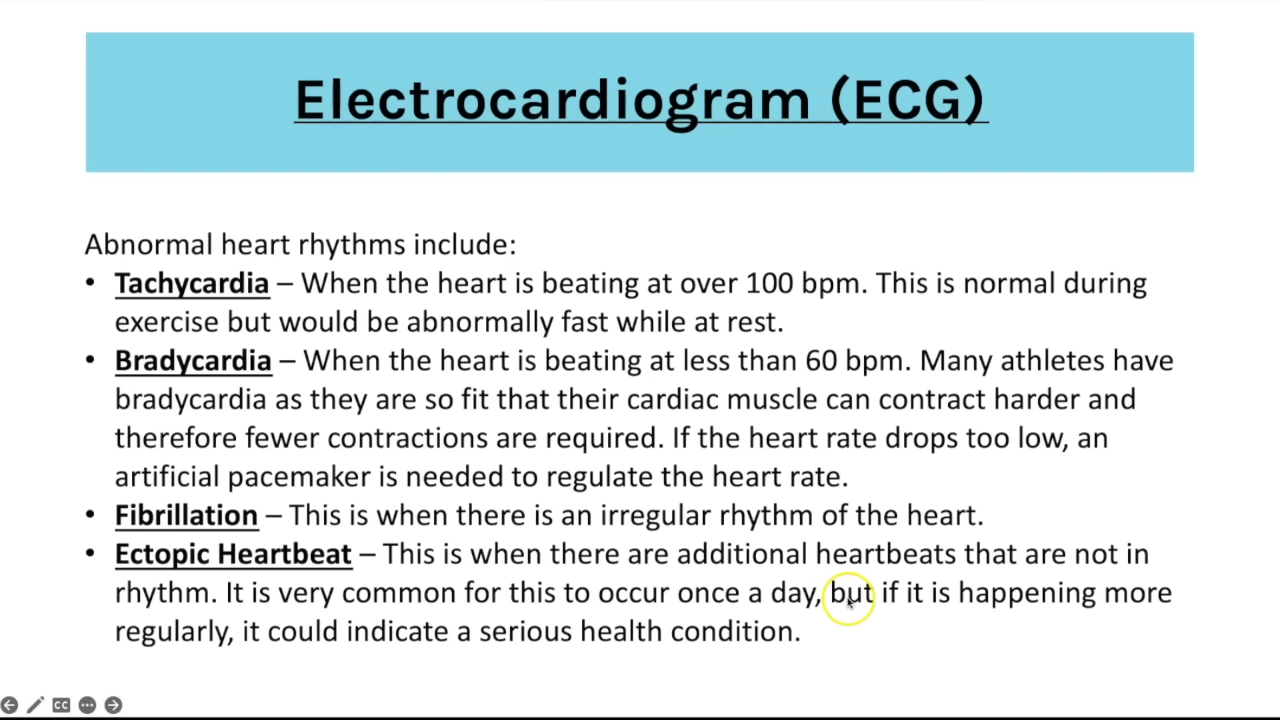 Electrocardiogram (ECG)
Abnormal heart rhythms include:
• Tachycardia – When the heart is beating at over 100 bpm. This is normal during
exercise but would be abnormally fast while at rest.
• Bradycardia – When the heart is beating at less than 60 bpm. Many athletes have
bradycardia as they are so fit that their cardiac muscle can contract harder and
therefore fewer contractions are required. If the heart rate drops too low, an
artificial pacemaker is needed to regulate the heart rate.
• Fibrillation – This is when there is an irregular rhythm of the heart.
• Ectopic Heartbeat – This is when there are additional heartbeats that are not in
rhythm. It is very common for this to occur once a day, but if it is happening more
regularly, it could indicate a serious health condition.
CC